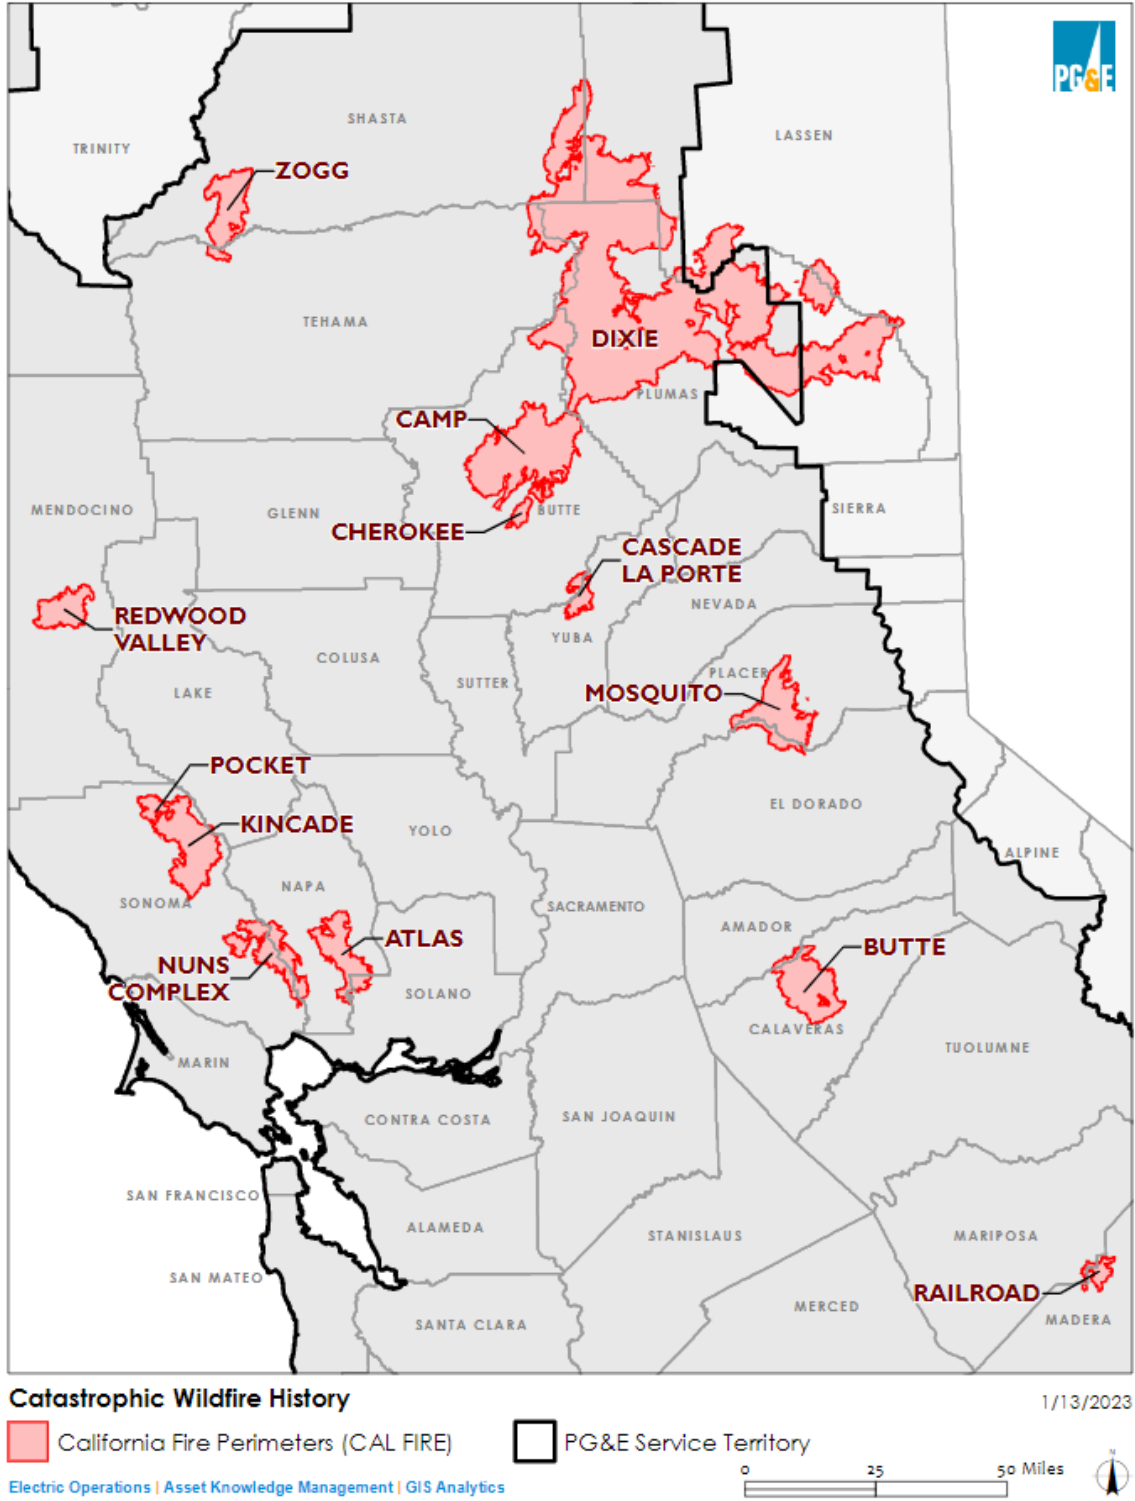 PG&E
SHASTA
LASSEN
TRINITY
ZOGG
TEHAMA
DIXIE
PLUMAS
CAMP
MENDOCINO
GLENN
BUTTE
SIERRA
CHEROKEE
CASCADE
LA PORTE
NEVADA
REDWOOD
VALLEY
YUBA
COLUSA
PLACER
SUTTER
LAKE
MOSQUITO
POCKET
EL DORADO
KINCADE
YOLO
ALPINE
NAPA
SONOMA
SACRAMENTO
AMADOR
ATLAS
BUTTE
NUNS
COMPLEX
SOLANO
CALAVERAS
TUOLUMNE
MARIN
CONTRA COSTA
SAN JOAQUIN
SAN FRANCISCO
ALAMEDA
STANISLAUS
MARIPOSA
SAN MATEO
RAILROAD
MERCED
MADERA
SANTA CLARA
Catastrophic Wildfire History
1/13/2023
California Fire Perimeters (CAL FIRE)
PG&E Service Territory
0 25 50 Miles
N
Electric Operations | Asset Knowledge Management | GIS Analytics